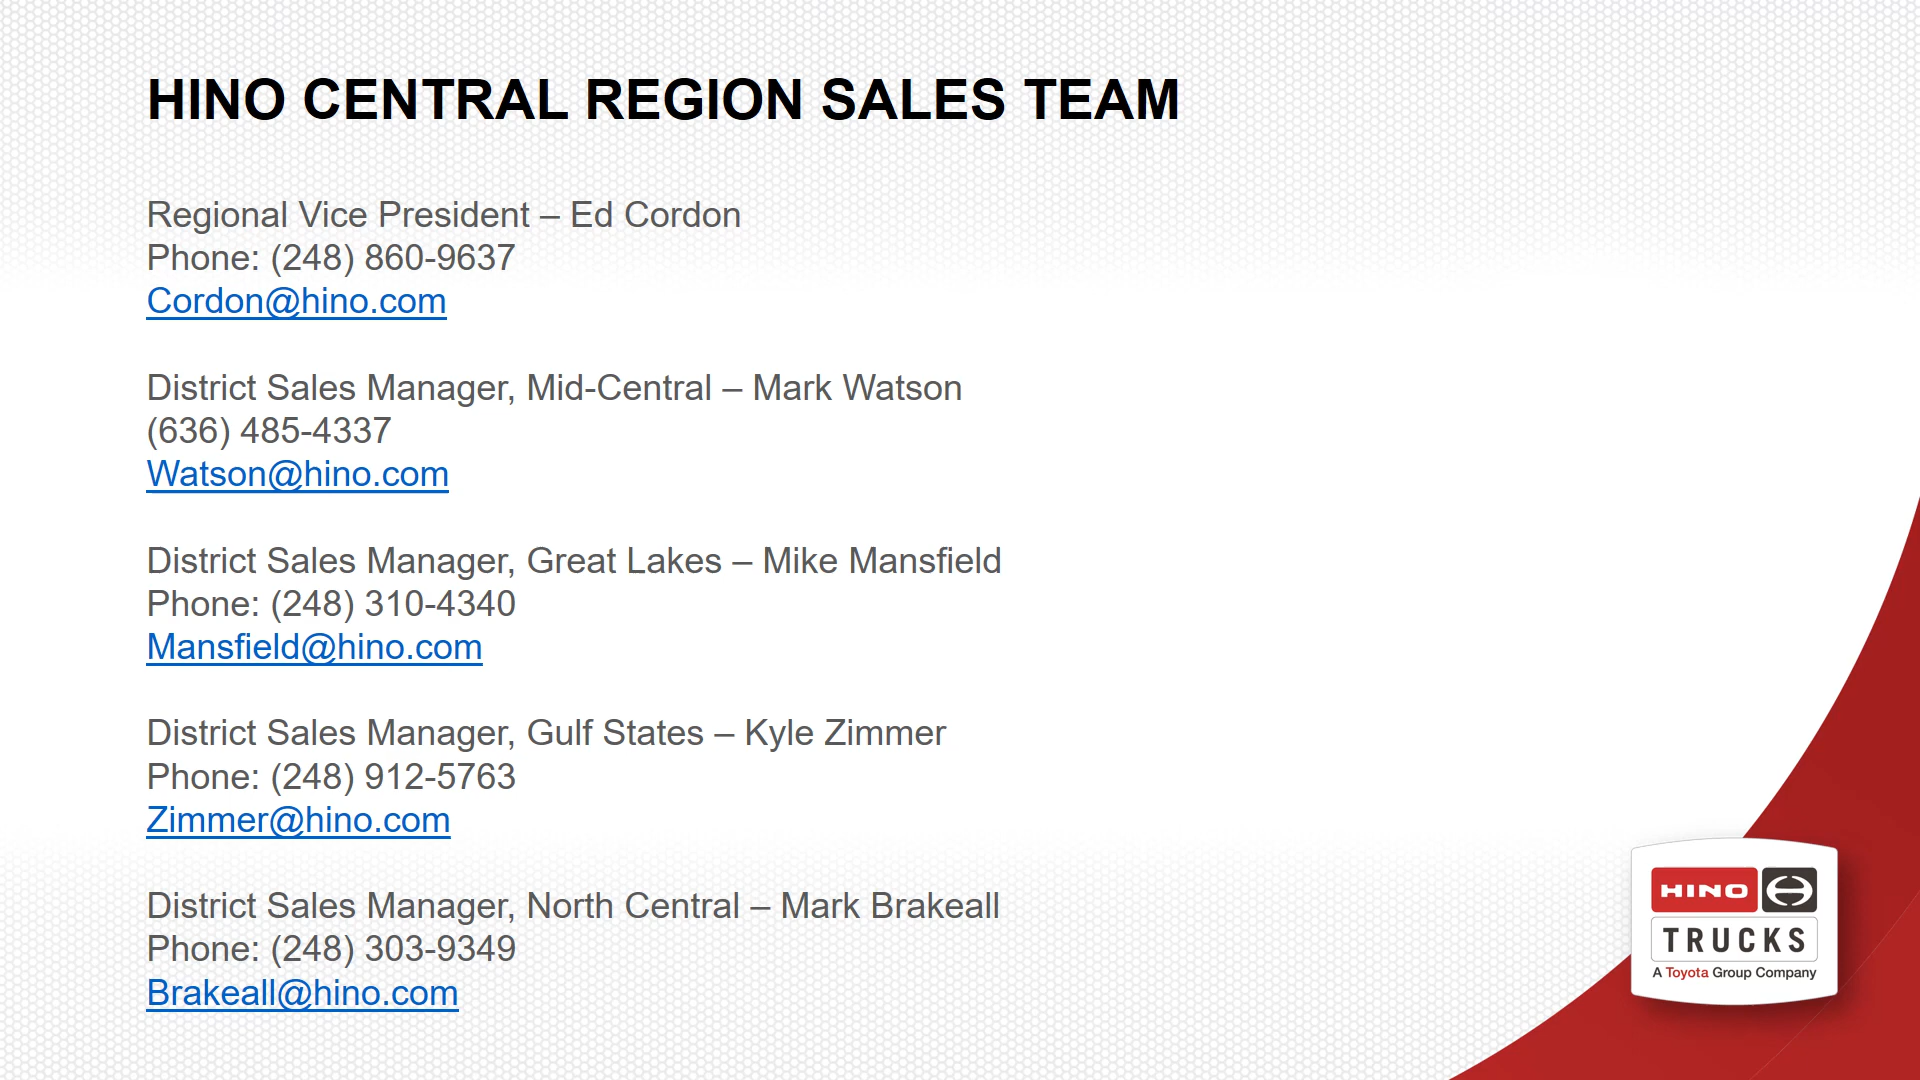 HINO CENTRAL REGION SALES TEAM
Regional Vice President – Ed Cordon
Phone: (248) 860-9637
Cordon@hino.com
District Sales Manager, Mid-Central – Mark Watson
(636) 485-4337
Watson@hino.com
District Sales Manager, Great Lakes – Mike Mansfield
Phone: (248) 310-4340
Mansfield@hino.com
District Sales Manager, Gulf States – Kyle Zimmer
Phone: (248) 912-5763
Zimmer@hino.com
District Sales Manager, North Central – Mark Brakeall
Phone: (248) 303-9349
Brakeall@hino.com
HINO
TRUCKS
A Toyota Group Company